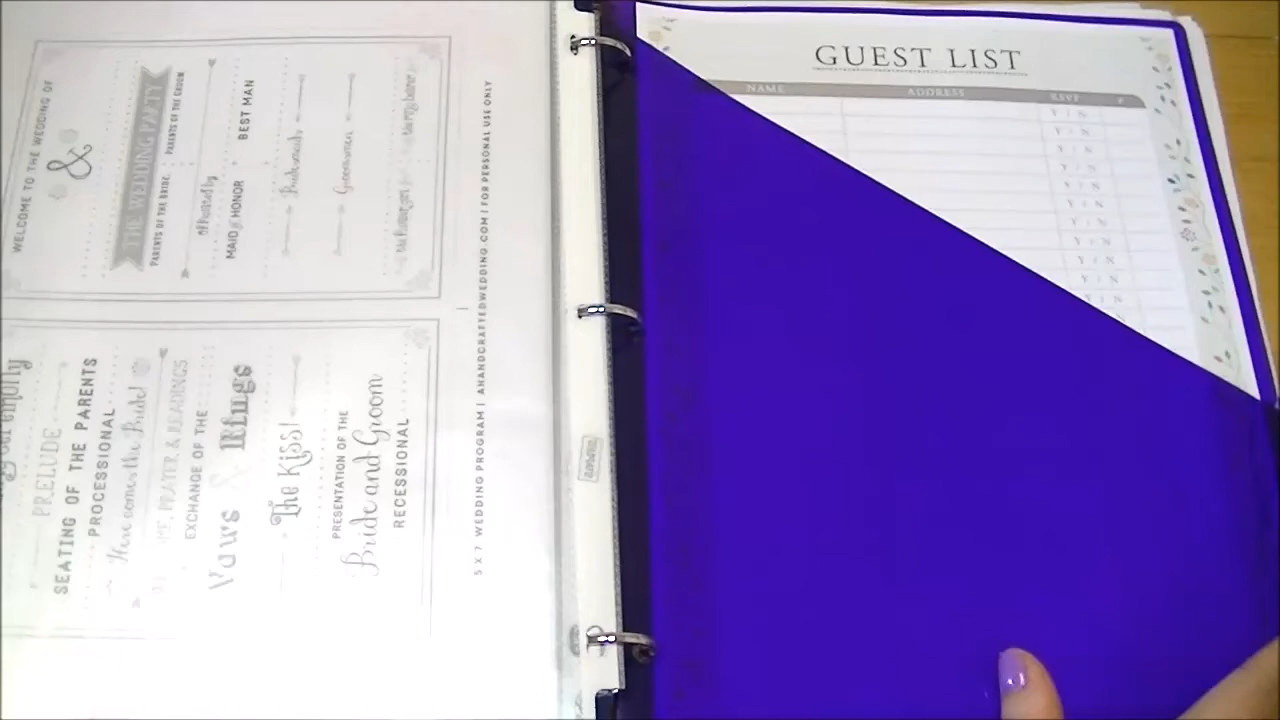 WELCOME TO THE WEDDING OF
&
THE WEDDING PARTY
PARENTS OF THE BRIDE PARENTS OF THE GROOM
officiated by
MAID of HONOR BEST MAN
Bridesmaids
Groomsmen
PRELUDE
SEATING OF THE PARENTS
PROCESSIONAL
Here comes the Bride!
PRAYER & READINGS
EXCHANGE OF THE
Vows & Rings
The Kiss!
PRESENTATION OF THE
Bride and Groom
RECESSIONAL
5 X 7 WEDDING PROGRAM | AHANDCRAFTEDWEDDING.COM | FOR PERSONAL USE ONLY
GUEST LIST
NAME ADDRESS RSVP #
Y / N
Y / N
Y / N
Y / N
Y / N
Y / N
Y / N
Y / N
Y / N
Y / N
Y / N